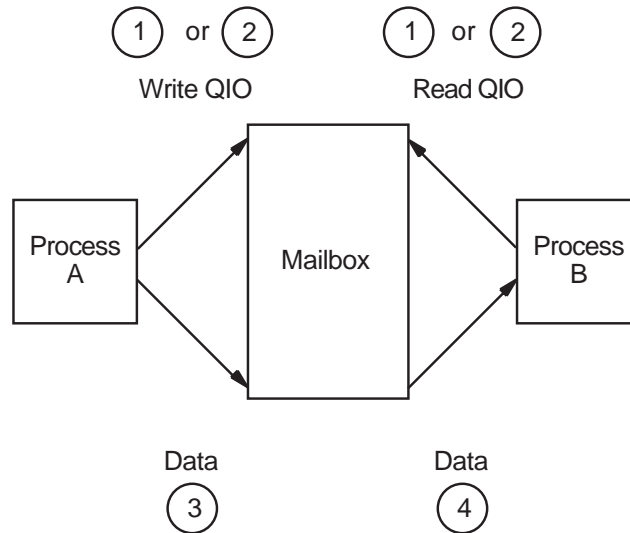 1 or 2 1 or 2
Write QIO Read QIO
Process
A
Mailbox
Process
B
Data Data
3 4